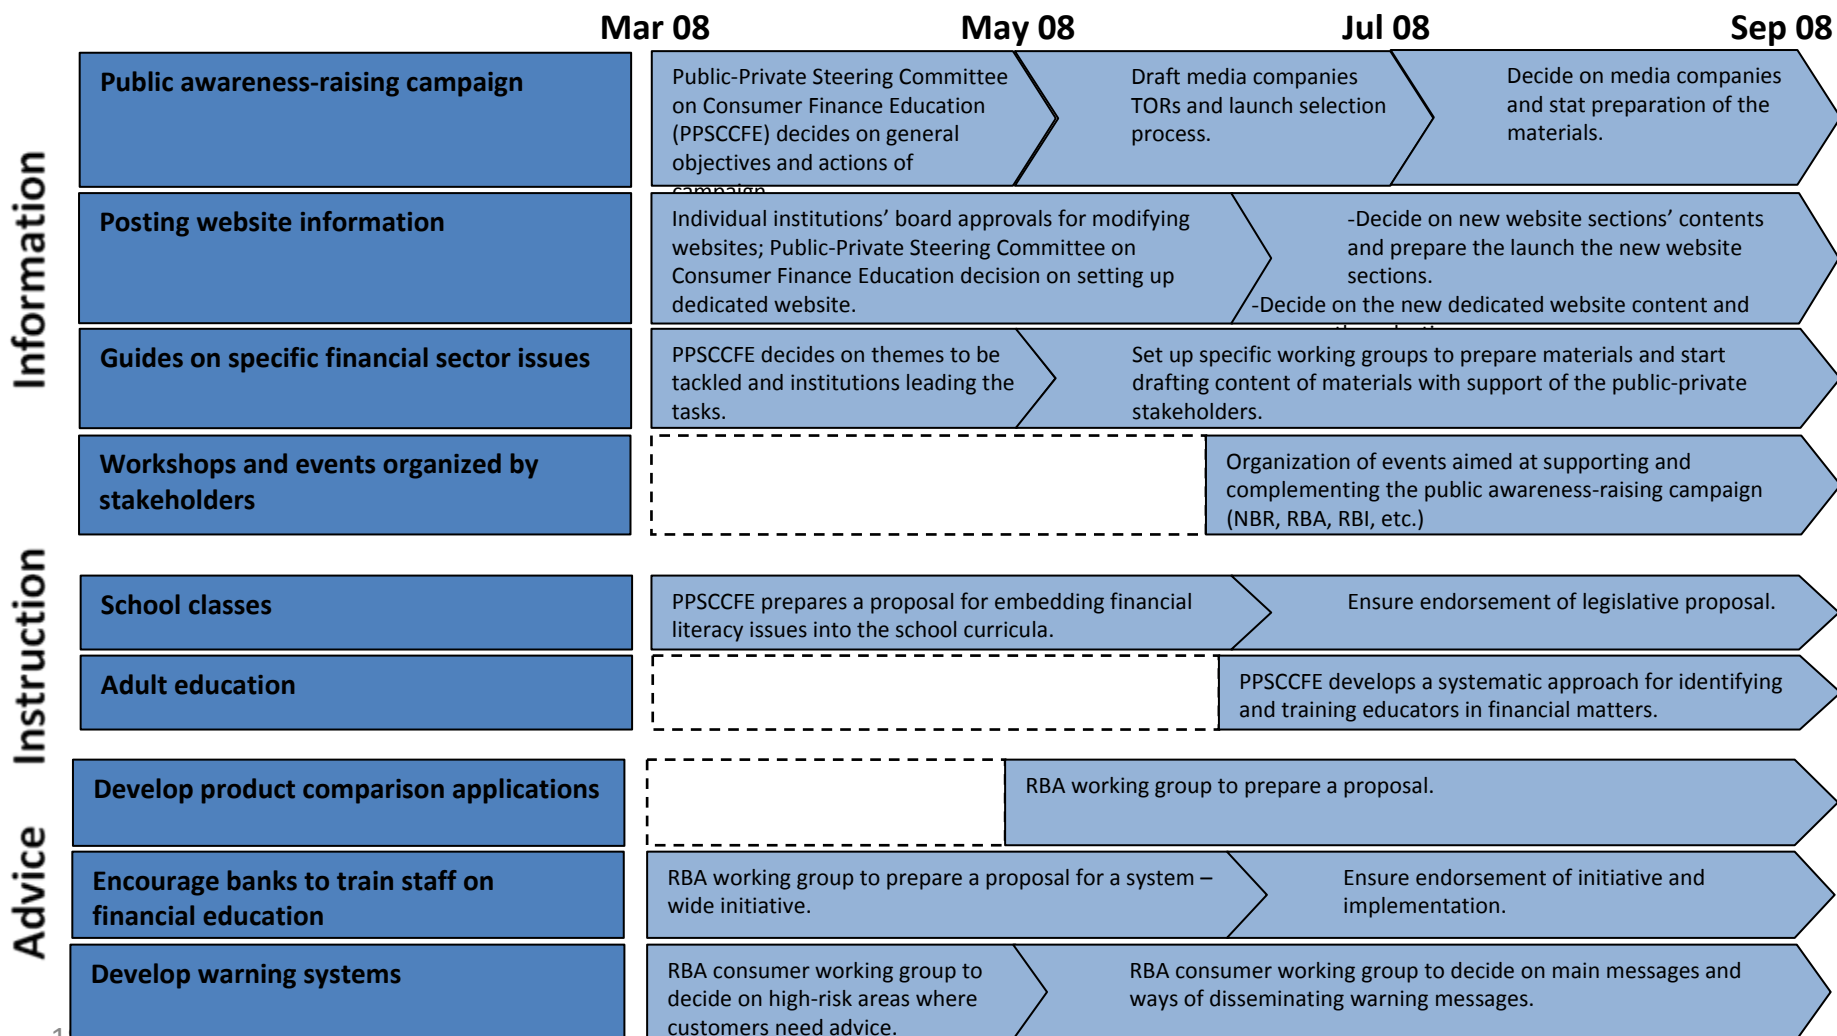 Mar 08 May 08 Jul 08 Sep 08
Information
Public awareness-raising campaign
Public-Private Steering Committee
on Consumer Finance Education
(PPSCCFE) decides on general
objectives and actions of
campaign
Draft media companies
TORs and launch selection
process.
Decide on media companies
and stat preparation of the
materials.
Posting website information
Individual institutions’ board approvals for modifying
websites; Public-Private Steering Committee on
Consumer Finance Education decision on setting up
dedicated website.
-Decide on new website sections’ contents
and prepare the launch the new website
sections.
-Decide on the new dedicated website content and
Guides on specific financial sector issues
PPSCCFE decides on themes to be
tackled and institutions leading the
tasks.
Set up specific working groups to prepare materials and start
drafting content of materials with support of the public-private
stakeholders.
Workshops and events organized by
stakeholders
Organization of events aimed at supporting and
complementing the public awareness-raising campaign
(NBR, RBA, RBI, etc.)
Instruction
School classes
PPSCCFE prepares a proposal for embedding financial
literacy issues into the school curricula.
Ensure endorsement of legislative proposal.
Adult education
PPSCCFE develops a systematic approach for identifying
and training educators in financial matters.
Advice
Develop product comparison applications
RBA working group to prepare a proposal.
Encourage banks to train staff on
financial education
RBA working group to prepare a proposal for a system –
wide initiative.
Ensure endorsement of initiative and
implementation.
Develop warning systems
RBA consumer working group to
decide on high-risk areas where
customers need advice.
RBA consumer working group to decide on main messages and
ways of disseminating warning messages.